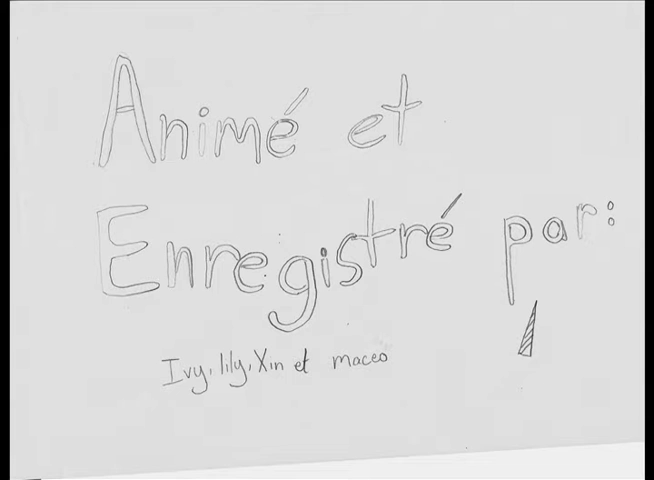 Animé et
Enregistré par:
Ivy, lily, Xin et maceo